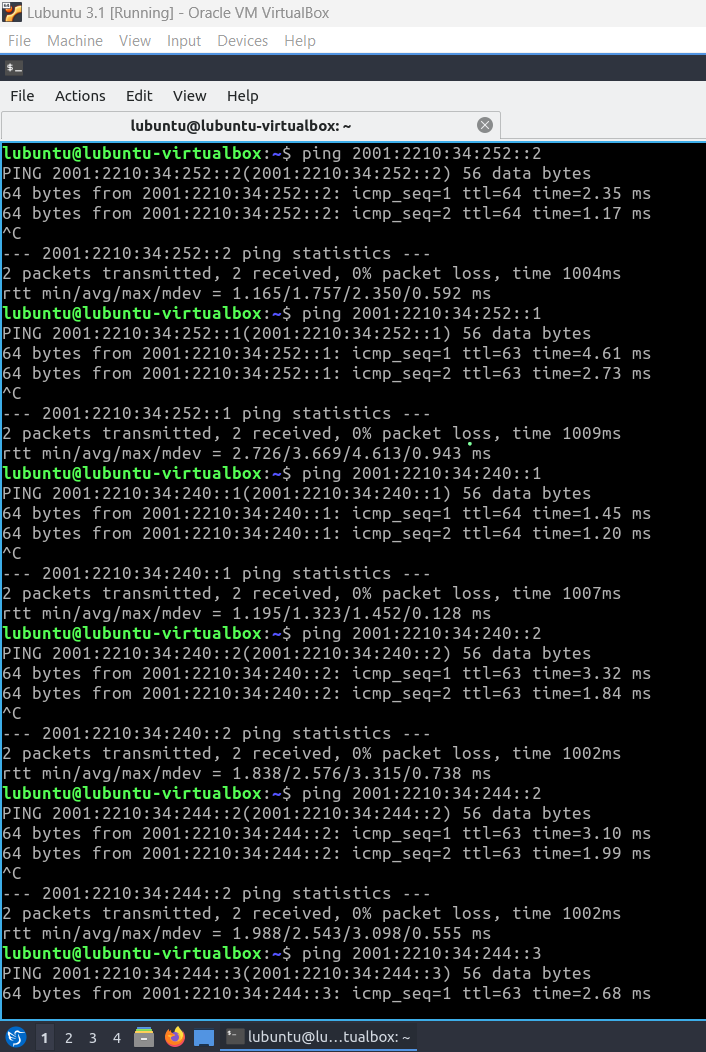 Lubuntu 3.1 [Running] - Oracle VM VirtualBox
File Machine View Input Devices Help
$ _
File Actions Edit View Help
lubuntu@lubuntu-virtualbox: ~
lubuntu@lubuntu-virtualbox:~$ ping 2001:2210:34:252::2
PING 2001:2210:34:252::2(2001:2210:34:252::2) 56 data bytes
64 bytes from 2001:2210:34:252::2: icmp_seq=1 ttl=64 time=2.35 ms
64 bytes from 2001:2210:34:252::2: icmp_seq=2 ttl=64 time=1.17 ms
^C
--- 2001:2210:34:252::2 ping statistics ---
2 packets transmitted, 2 received, 0% packet loss, time 1004ms
rtt min/avg/max/mdev = 1.165/1.757/2.350/0.592 ms
lubuntu@lubuntu-virtualbox:~$ ping 2001:2210:34:252::1
PING 2001:2210:34:252::1(2001:2210:34:252::1) 56 data bytes
64 bytes from 2001:2210:34:252::1: icmp_seq=1 ttl=63 time=4.61 ms
64 bytes from 2001:2210:34:252::1: icmp_seq=2 ttl=63 time=2.73 ms
^C
--- 2001:2210:34:252::1 ping statistics ---
2 packets transmitted, 2 received, 0% packet loss, time 1009ms
rtt min/avg/max/mdev = 2.726/3.669/4.613/0.943 ms
lubuntu@lubuntu-virtualbox:~$ ping 2001:2210:34:240::1
PING 2001:2210:34:240::1(2001:2210:34:240::1) 56 data bytes
64 bytes from 2001:2210:34:240::1: icmp_seq=1 ttl=64 time=1.45 ms
64 bytes from 2001:2210:34:240::1: icmp_seq=2 ttl=64 time=1.20 ms
^C
--- 2001:2210:34:240::1 ping statistics ---
2 packets transmitted, 2 received, 0% packet loss, time 1007ms
rtt min/avg/max/mdev = 1.195/1.323/1.452/0.128 ms
lubuntu@lubuntu-virtualbox:~$ ping 2001:2210:34:240::2
PING 2001:2210:34:240::2(2001:2210:34:240::2) 56 data bytes
64 bytes from 2001:2210:34:240::2: icmp_seq=1 ttl=63 time=3.32 ms
64 bytes from 2001:2210:34:240::2: icmp_seq=2 ttl=63 time=1.84 ms
^C
--- 2001:2210:34:240::2 ping statistics ---
2 packets transmitted, 2 received, 0% packet loss, time 1002ms
rtt min/avg/max/mdev = 1.838/2.576/3.315/0.738 ms
lubuntu@lubuntu-virtualbox:~$ ping 2001:2210:34:244::2
PING 2001:2210:34:244::2(2001:2210:34:244::2) 56 data bytes
64 bytes from 2001:2210:34:244::2: icmp_seq=1 ttl=63 time=3.10 ms
64 bytes from 2001:2210:34:244::2: icmp_seq=2 ttl=63 time=1.99 ms
^C
--- 2001:2210:34:244::2 ping statistics ---
2 packets transmitted, 2 received, 0% packet loss, time 1002ms
rtt min/avg/max/mdev = 1.988/2.543/3.098/0.555 ms
lubuntu@lubuntu-virtualbox:~$ ping 2001:2210:34:244::3
PING 2001:2210:34:244::3(2001:2210:34:244::3) 56 data bytes
64 bytes from 2001:2210:34:244::3: icmp_seq=1 ttl=63 time=2.68 ms
1 2 3 4 lubuntu@lu…tualbox: ~